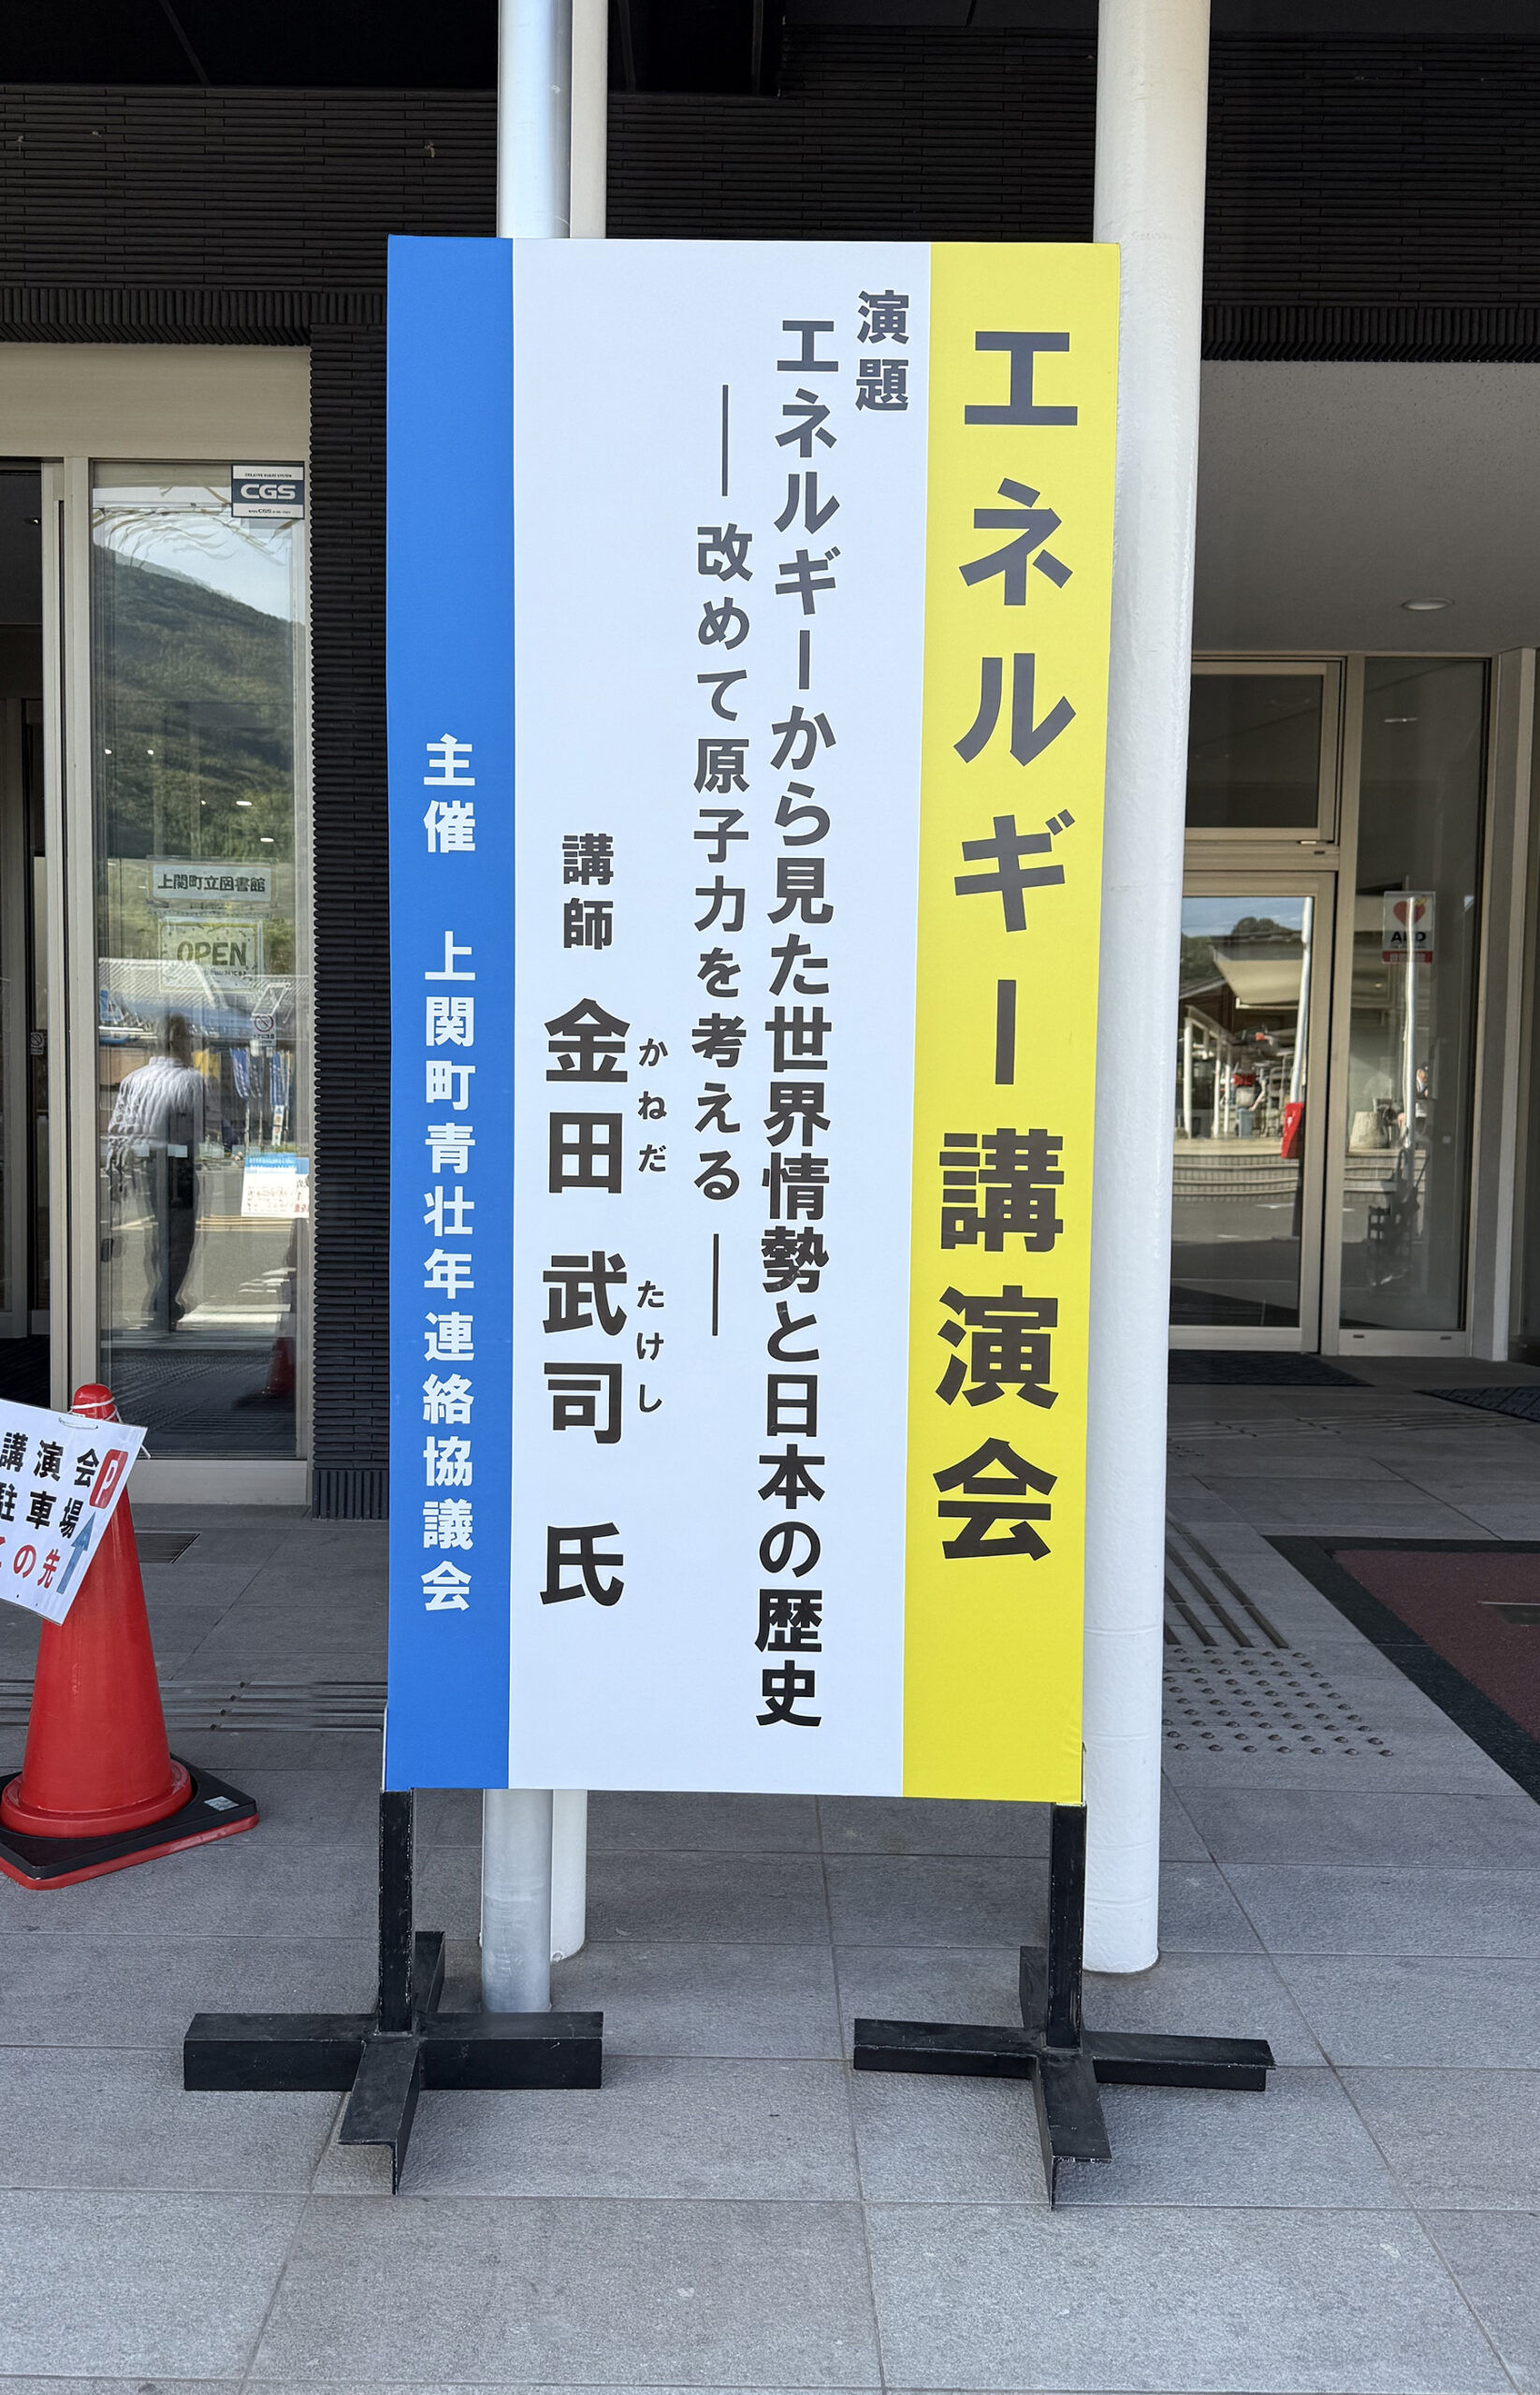 エネルギー講演会
演題
エネルギーから見た世界情勢と日本の歴史
―改めて原子力を考える―
講師 金田 武司 氏
かねだ たけし
主催 上関町青壮年連絡協議会
CGS
上関町立図書館
OPEN
AED
講演会P
駐車場
この先